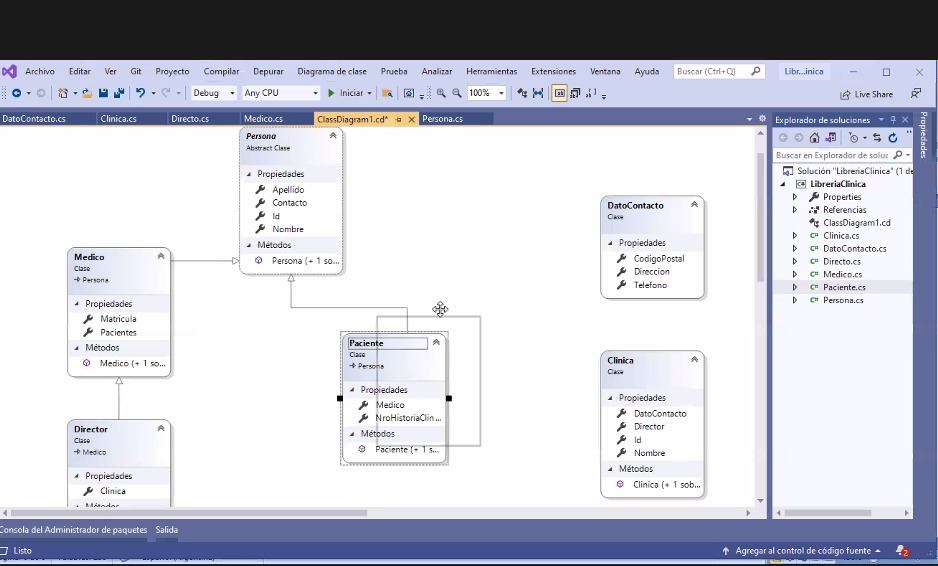 Archivo Editar Ver Git Proyecto Compilar Depurar Diagrama de clase Prueba Analizar Herramientas Extensiones Ventana Ayuda Buscar (Ctrl+Q) Libr...inica
Debug Any CPU Iniciar 100% Live Share
DatoContacto.cs Clinica.cs Directo.cs Medico.cs ClassDiagram1.cd* Persona.cs
Persona
Abstract Clase
Propiedades
Apellido
Contacto
Id
Nombre
Métodos
Persona (+ 1 so...
Medico
Clase
Persona
Propiedades
Matricula
Pacientes
Métodos
Medico (+ 1 so...
Director
Clase
Medico
Propiedades
Clinica
Métodos
Paciente
Clase
Persona
Propiedades
Medico
NroHistoriaClin...
Métodos
Paciente (+ 1 s...
DatoContacto
Clase
Propiedades
CodigoPostal
Direccion
Telefono
Clinica
Clase
Propiedades
DatoContacto
Director
Id
Nombre
Métodos
Clinica (+ 1 sob...
Explorador de soluciones
Buscar en Explorador de soluc
Solución "LibreriaClinica" (1 de
LibreriaClinica
Properties
Referencias
ClassDiagram1.cd
Clinica.cs
DatoContacto.cs
Directo.cs
Medico.cs
Paciente.cs
Persona.cs
Propiedades
Consola del Administrador de paquetes Salida
Listo Agregar al control de código fuente 2